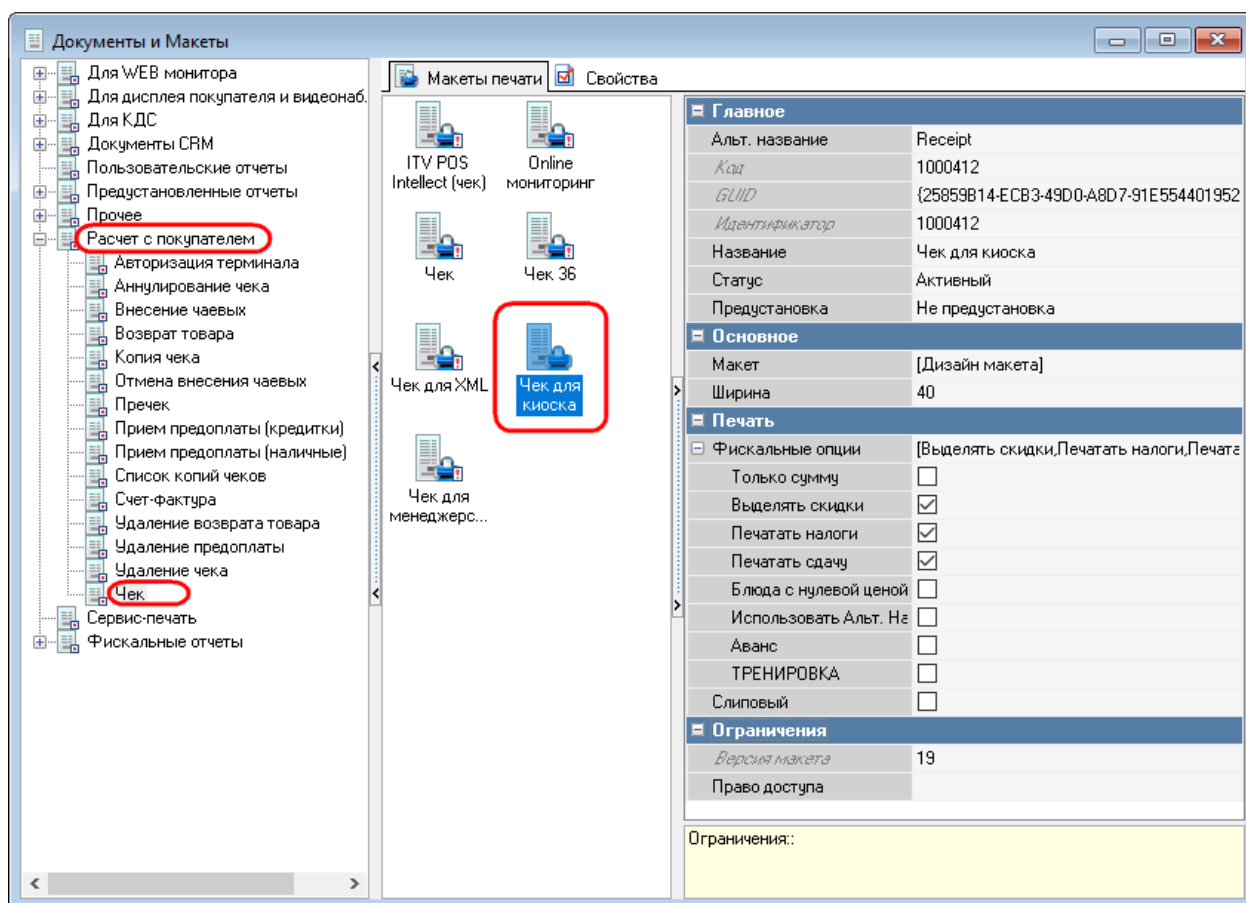 Документы и Макеты
Для WEB монитора
Для дисплея покупателя и видеонаб.
Для КДС
Документы CRM
Пользовательские отчеты
Предустановленные отчеты
Прочее
Расчет с покупателем
Авторизация терминала
Аннулирование чека
Внесение чаевых
Возврат товара
Копия чека
Отмена внесения чаевых
Пречек
Прием предоплаты (кредитки)
Прием предоплаты (наличные)
Список копий чеков
Счет-фактура
Удаление возврата товара
Удаление предоплаты
Удаление чека
Чек
Сервис-печать
Фискальные отчеты
Макеты печати
Свойства
ITV POS
Intellect (чек)
Online
мониторинг
Чек
Чек 36
Чек для XML
Чек для
киоска
Чек для
менеджерс...
Главное
Альт. название Receipt
Код 1000412
GUID {25859B14-ECB3-49D0-A8D7-91E554401952
Идентификатор 1000412
Название Чек для киоска
Статус Активный
Предустановка Не предустановка
Основное
Макет [Дизайн макета]
Ширина 40
Печать
Фискальные опции [Выделять скидки,Печатать налоги,Печата
Только сумму
Выделять скидки
Печатать налоги
Печатать сдачу
Блюда с нулевой ценой
Использовать Альт. На
Аванс
ТРЕНИРОВКА
Слиповый
Ограничения
Версия макета 19
Право доступа
Ограничения::